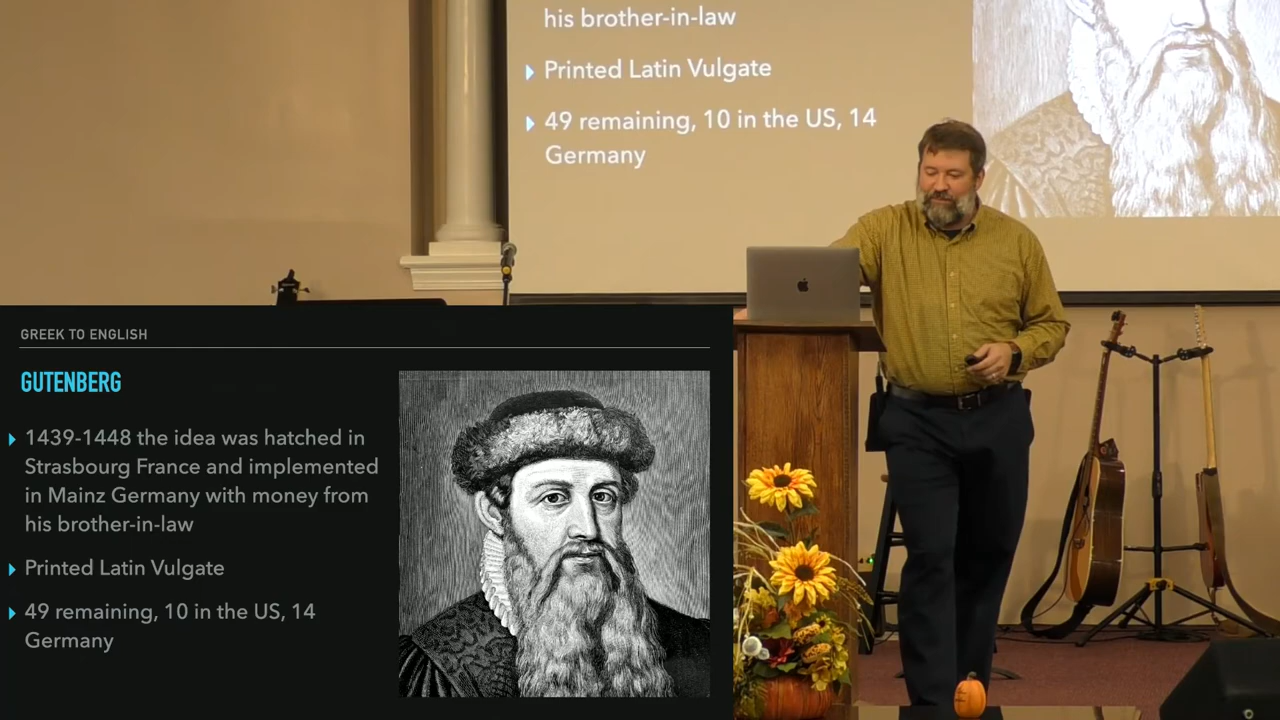 his brother-in-law
Printed Latin Vulgate
49 remaining, 10 in the US, 14
Germany
GREEK TO ENGLISH
GUTENBERG
1439-1448 the idea was hatched in
Strasbourg France and implemented
in Mainz Germany with money from
his brother-in-law
Printed Latin Vulgate
49 remaining, 10 in the US, 14
Germany